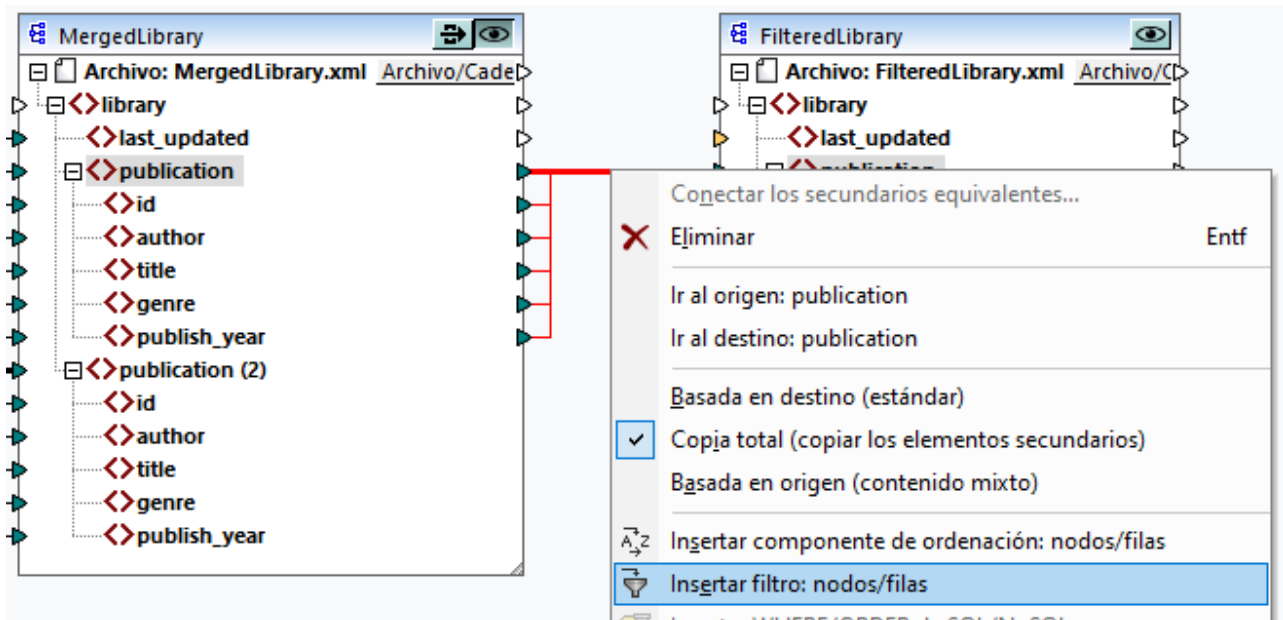 MergedLibrary
Archivo: MergedLibrary.xml Archivo/Cade
<>library
<>last_updated
<>publication
<>id
<>author
<>title
<>genre
<>publish_year
<>publication (2)
<>id
<>author
<>title
<>genre
<>publish_year
FilteredLibrary
Archivo: FilteredLibrary.xml Archivo/C
<>library
<>last_updated
<>publication
Conectar los secundarios equivalentes...
Eliminar Entf
Ir al origen: publication
Ir al destino: publication
Basada en destino (estándar)
Copia total (copiar los elementos secundarios)
Basada en origen (contenido mixto)
Insertar componente de ordenación: nodos/filas
Insertar filtro: nodos/filas